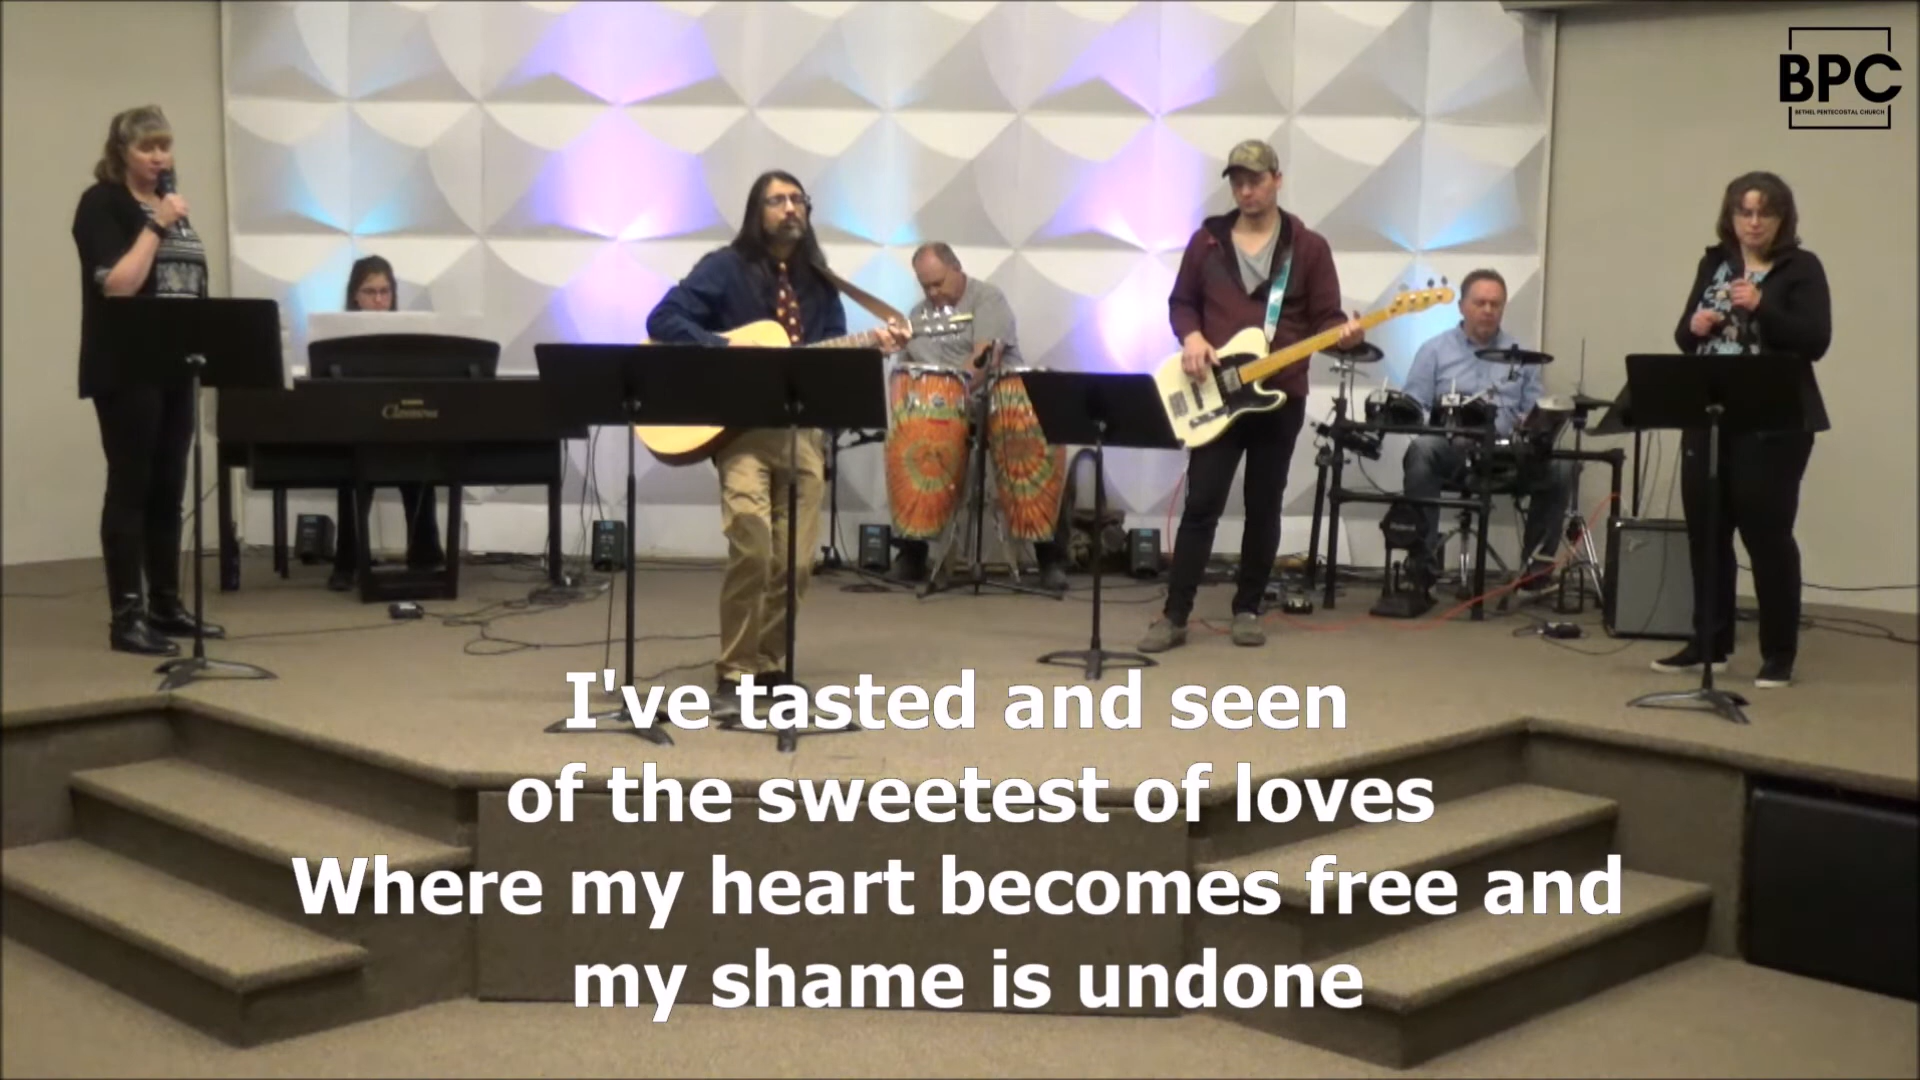 BPC
BETHEL PENTECOSTAL CHURCH
Clavinova
I've tasted and seen
of the sweetest of loves
Where my heart becomes free and
my shame is undone